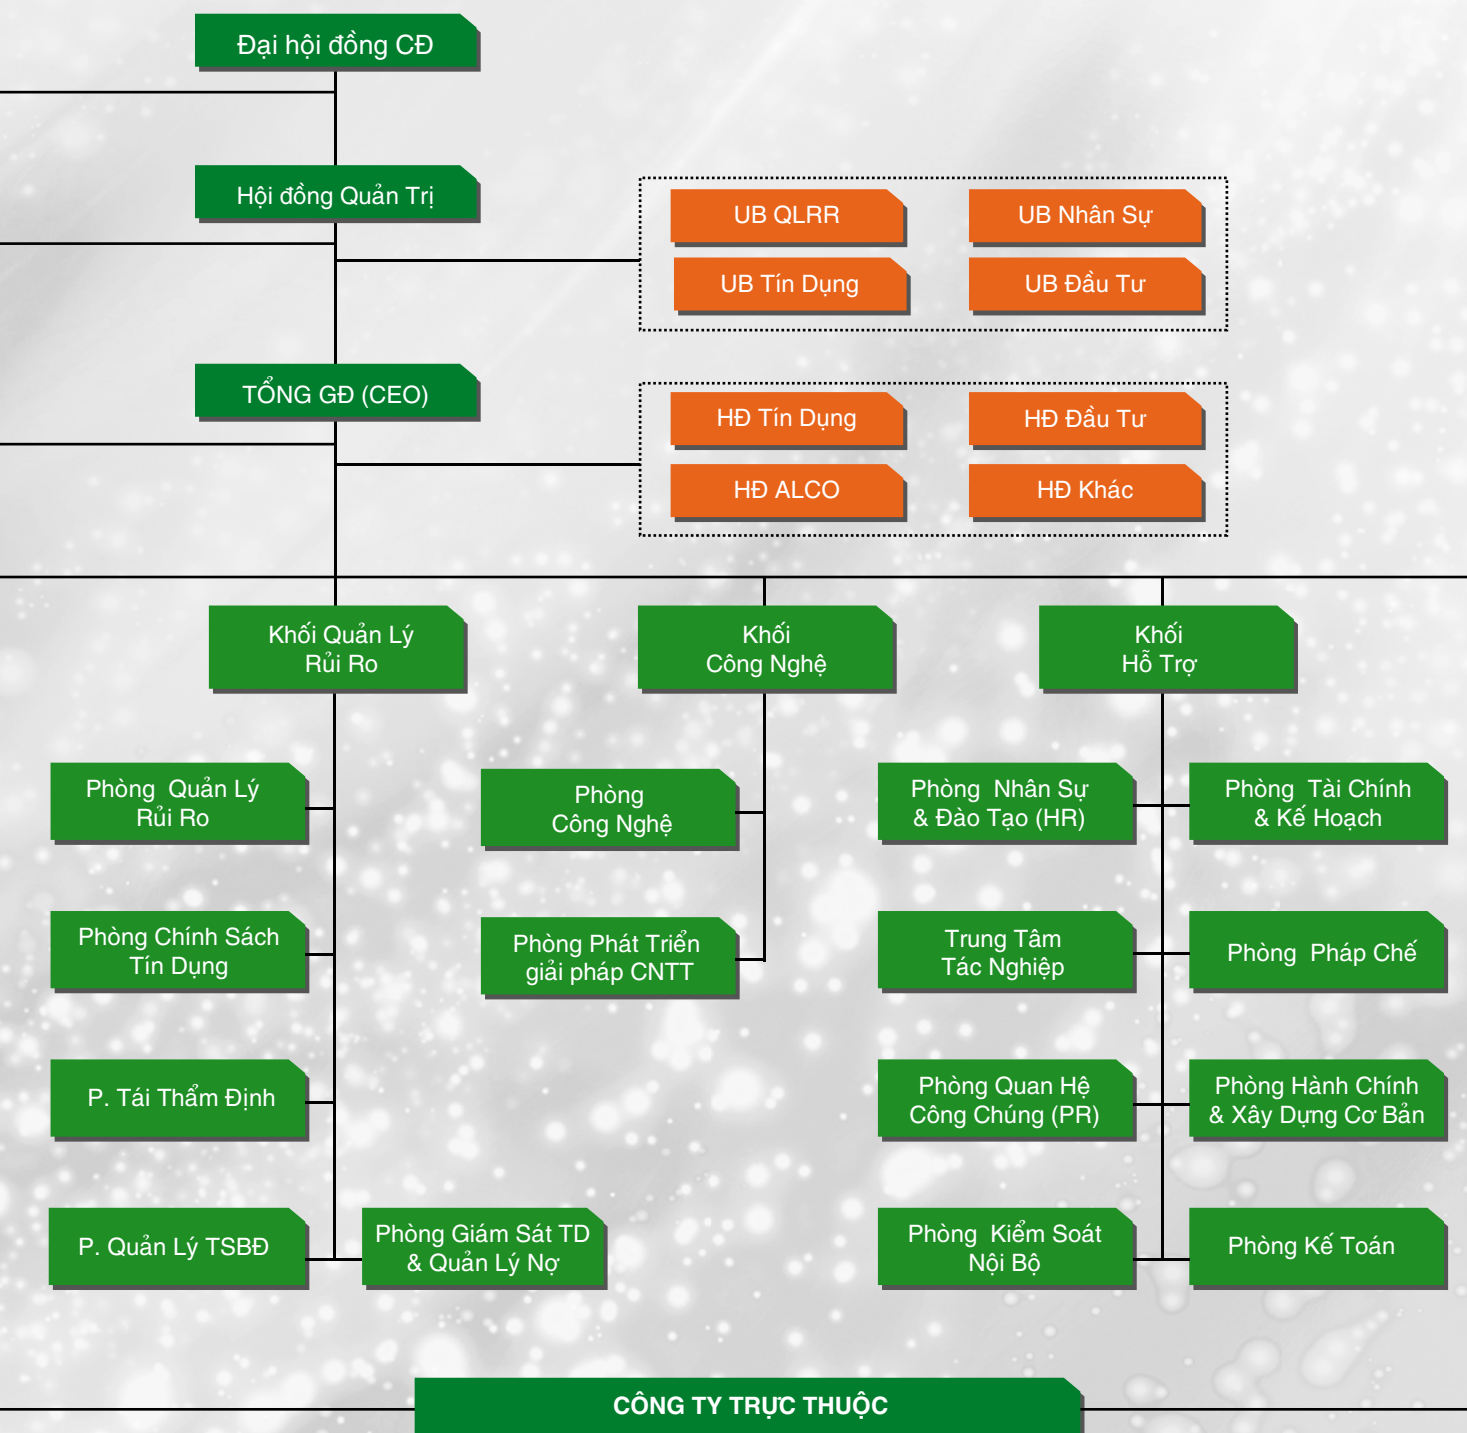 Đại hội đồng CĐ
Hội đồng Quản Trị
UB QLRR
UB Nhân Sự
UB Tín Dụng
UB Đầu Tư
TỔNG GĐ (CEO)
HĐ Tín Dụng
HĐ Đầu Tư
HĐ ALCO
HĐ Khác
Khối Quản Lý
Rủi Ro
Khối
Công Nghệ
Khối
Hỗ Trợ
Phòng Quản Lý
Rủi Ro
Phòng
Công Nghệ
Phòng Nhân Sự
& Đào Tạo (HR)
Phòng Tài Chính
& Kế Hoạch
Phòng Chính Sách
Tín Dụng
Phòng Phát Triển
giải pháp CNTT
Trung Tâm
Tác Nghiệp
Phòng Pháp Chế
P. Tái Thẩm Định
Phòng Quan Hệ
Công Chúng (PR)
Phòng Hành Chính
& Xây Dựng Cơ Bản
P. Quản Lý TSBĐ
Phòng Giám Sát TD
& Quản Lý Nợ
Phòng Kiểm Soát
Nội Bộ
Phòng Kế Toán
CÔNG TY TRỰC THUỘC